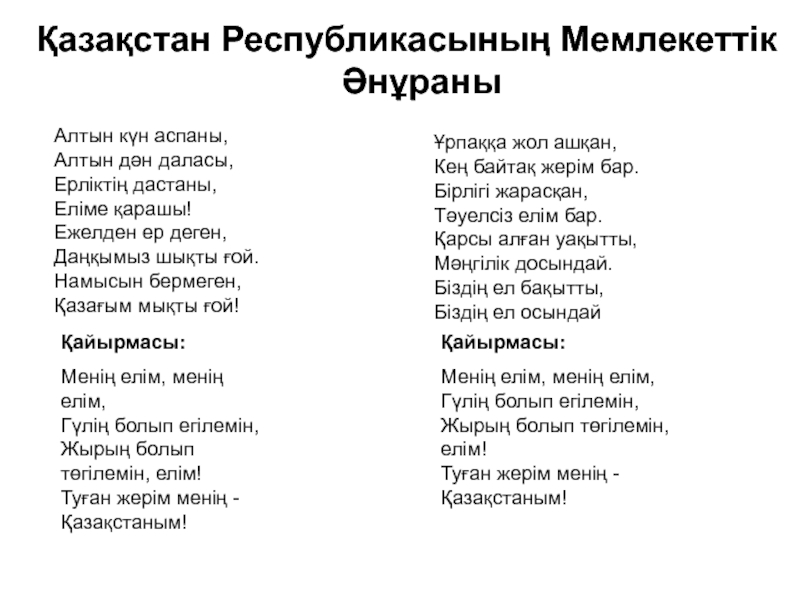 Қазақстан Республикасының Мемлекеттік
Әнұраны
Алтын күн аспаны,
Алтын дән даласы,
Ерліктің дастаны,
Еліме қарашы!
Ежелден ер деген,
Даңқымыз шықты ғой.
Намысын бермеген,
Қазағым мықты ғой!
Қайырмасы:
Менің елім, менің
елім,
Гүлің болып егілемін,
Жырың болып
төгілемін, елім!
Туған жерім менің -
Қазақстаным!
Ұрпаққа жол ашқан,
Кең байтақ жерім бар.
Бірлігі жарасқан,
Тәуелсіз елім бар.
Қарсы алған уақытты,
Мәңгілік досындай.
Біздің ел бақытты,
Біздің ел осындай
Қайырмасы:
Менің елім, менің елім,
Гүлің болып егілемін,
Жырың болып төгілемін,
елім!
Туған жерім менің -
Қазақстаным!